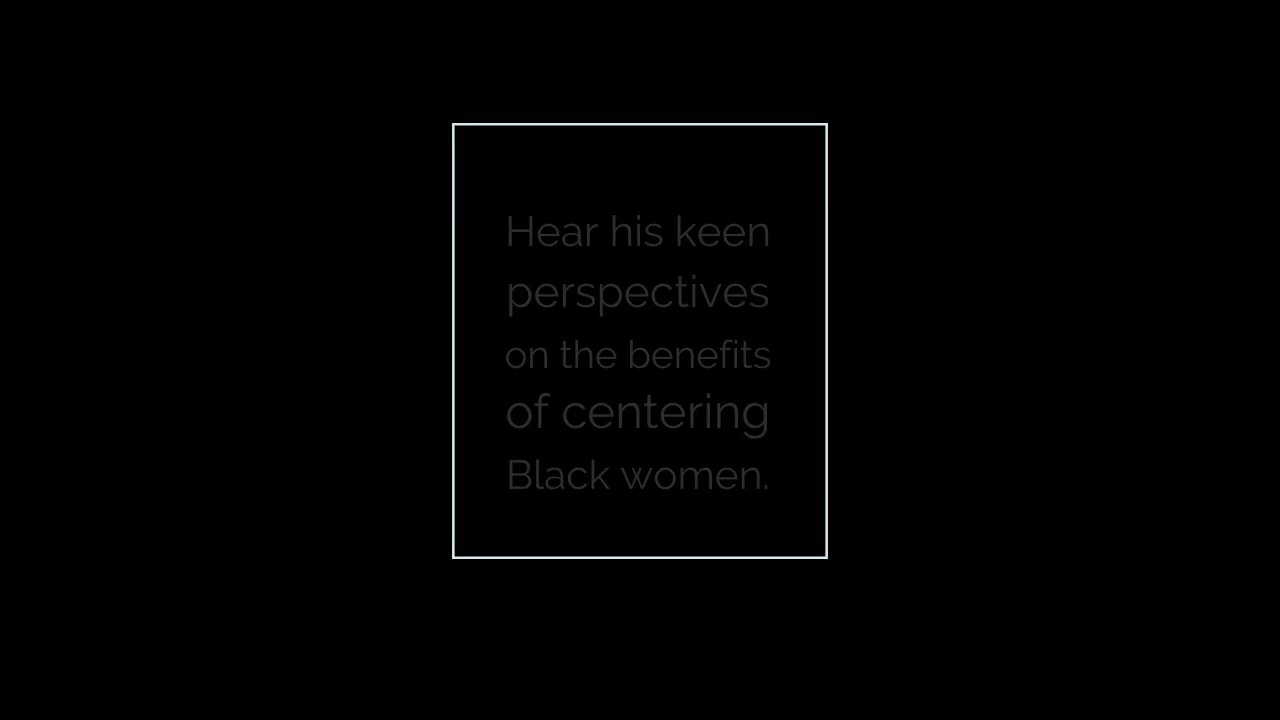 Hear his keen
perspectives
on the benefits
of centering
Black women.